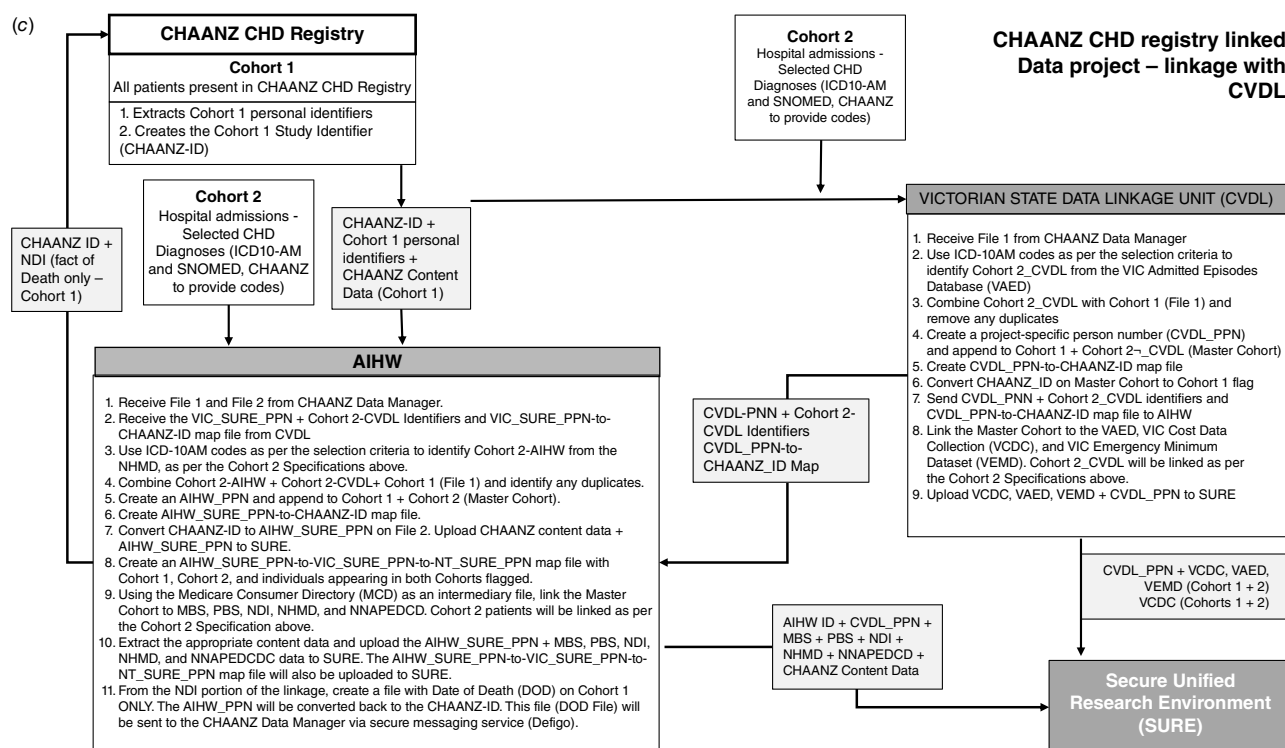 (c)
CHAANZ CHD Registry
Cohort 1
All patients present in CHAANZ CHD Registry
1. Extracts Cohort 1 personal identifiers
2. Creates the Cohort 1 Study Identifier
(CHAANZ-ID)
Cohort 2
Hospital admissions -
Selected CHD
Diagnoses (ICD10-AM
and SNOMED, CHAANZ
to provide codes)
CHAANZ CHD registry linked
Data project – linkage with
CVDL
CHAANZ ID +
NDI (fact of
Death only –
Cohort 1)
Cohort 2
Hospital admissions -
Selected CHD
Diagnoses (ICD10-AM
and SNOMED, CHAANZ
to provide codes)
CHAANZ-ID +
Cohort 1 personal
identifiers +
CHAANZ Content
Data (Cohort 1)
VICTORIAN STATE DATA LINKAGE UNIT (CVDL)
1. Receive File 1 from CHAANZ Data Manager
2. Use ICD-10AM codes as per the selection criteria to
identify Cohort 2_CVDL from the VIC Admitted Episodes
Database (VAED)
3. Combine Cohort 2_CVDL with Cohort 1 (File 1) and
remove any duplicates
4. Create a project-specific person number (CVDL_PPN)
and append to Cohort 1 + Cohort 2¬_CVDL (Master Cohort)
5. Create CVDL_PPN-to-CHAANZ-ID map file
6. Convert CHAANZ_ID on Master Cohort to Cohort 1 flag
7. Send CVDL_PNN + Cohort 2_CVDL identifiers and
CVDL_PPN-to-CHAANZ-ID map file to AIHW
8. Link the Master Cohort to the VAED, VIC Cost Data
Collection (VCDC), and VIC Emergency Minimum
Dataset (VEMD). Cohort 2_CVDL will be linked as per
the Cohort 2 Specifications above.
9. Upload VCDC, VAED, VEMD + CVDL_PPN to SURE
AIHW
1. Receive File 1 and File 2 from CHAANZ Data Manager.
2. Receive the VIC_SURE_PPN + Cohort 2-CVDL Identifiers and VIC_SURE_PPN-to-
CHAANZ-ID map file from CVDL
3. Use ICD-10AM codes as per the selection criteria to identify Cohort 2-AIHW from the
NHMD, as per the Cohort 2 Specifications above.
4. Combine Cohort 2-AIHW + Cohort 2-CVDL+ Cohort 1 (File 1) and identify any duplicates.
5. Create an AIHW_PPN and append to Cohort 1 + Cohort 2 (Master Cohort).
6. Create AIHW_SURE_PPN-to-CHAANZ-ID map file.
7. Convert CHAANZ-ID to AIHW_SURE_PPN on File 2. Upload CHAANZ content data +
AIHW_SURE_PPN to SURE.
8. Create an AIHW_SURE_PPN-to-VIC_SURE_PPN-to-NT_SURE_PPN map file with
Cohort 1, Cohort 2, and individuals appearing in both Cohorts flagged.
9. Using the Medicare Consumer Directory (MCD) as an intermediary file, link the Master
Cohort to MBS, PBS, NDI, NHMD, and NNAPEDCD. Cohort 2 patients will be linked as per
the Cohort 2 Specification above.
10. Extract the appropriate content data and upload the AIHW_SURE_PPN + MBS, PBS, NDI,
NHMD, and NNAPEDCDC data to SURE. The AIHW_SURE_PPN-to-VIC_SURE_PPN-to-
NT_SURE_PPN map file will also be uploaded to SURE.
11. From the NDI portion of the linkage, create a file with Date of Death (DOD) on Cohort 1
ONLY. The AIHW_PPN will be converted back to the CHAANZ-ID. This file (DOD File) will
be sent to the CHAANZ Data Manager via secure messaging service (Defigo).
CVDL-PNN + Cohort 2-
CVDL Identifiers
CVDL_PPN-to-
CHAANZ_ID Map
CVDL_PPN + VCDC, VAED,
VEMD (Cohort 1 + 2)
VCDC (Cohorts 1 + 2)
AIHW ID + CVDL_PPN +
MBS + PBS + NDI +
NHMD + NNAPEDCD +
CHAANZ Content Data
Secure Unified
Research Environment
(SURE)